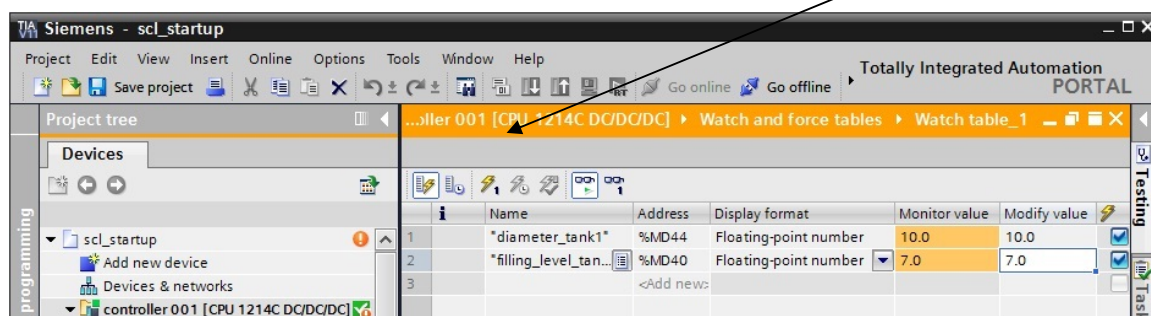 Siemens - scl_startup
Project Edit View Insert Online Options Tools Window Help
Totally Integrated Automation
PORTAL
Save project Go online Go offline
Project tree
...oller 001 [CPU 1214C DC/DC/DC] Watch and force tables Watch table_1
Devices
Testing
i Name Address Display format Monitor value Modify value
1 "diameter_tank1" %MD44 Floating-point number 10.0 10.0
2 "filling_level_tan... %MD40 Floating-point number 7.0 7.0
3 <Add new>
scl_startup
Add new device
Devices & networks
controller 001 [CPU 1214C DC/DC/DC]
programming